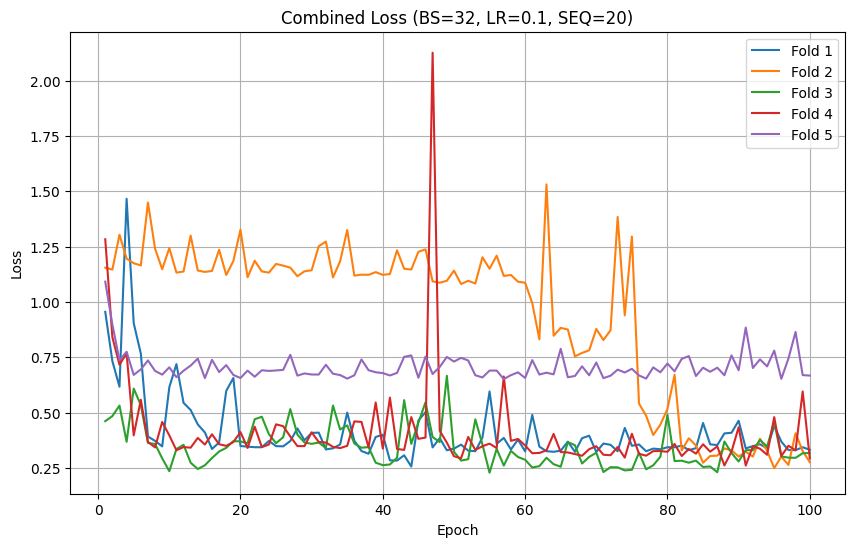 Combined Loss (BS=32, LR=0.1, SEQ=20)
Fold 1
Fold 2
Fold 3
Fold 4
Fold 5
2.00
1.75
1.50
1.25
1.00
0.75
0.50
0.25
Loss
0 20 40 60 80 100
Epoch